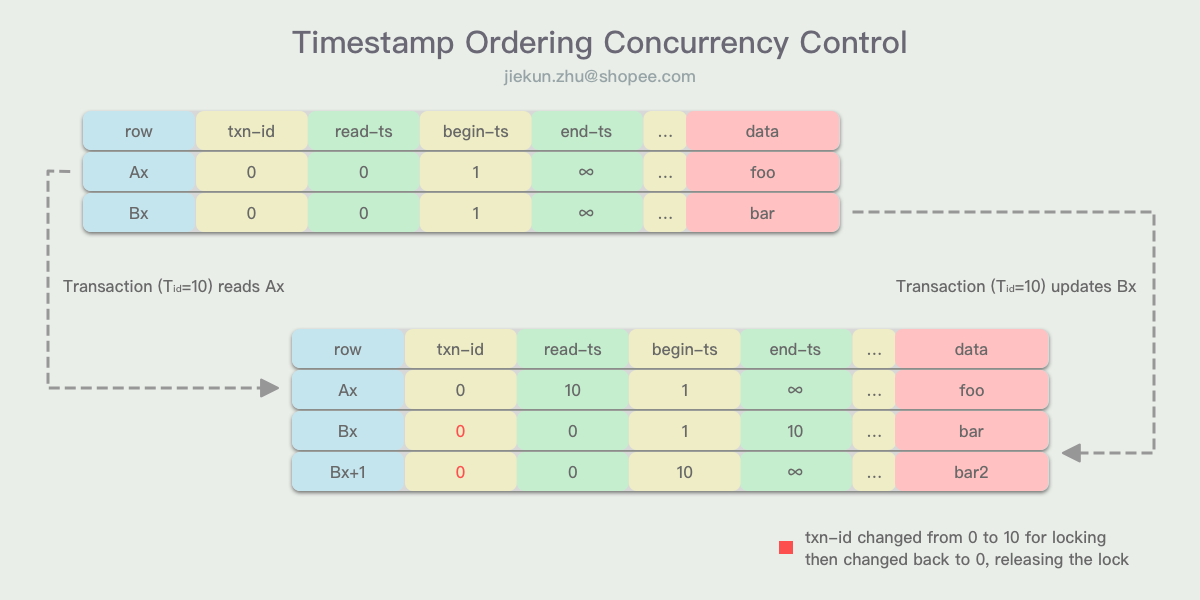 Timestamp Ordering Concurrency Control
jiekun.zhu@shopee.com
row txn-id read-ts begin-ts end-ts ... data
Ax 0 0 1 ∞ ... foo
Bx 0 0 1 ∞ ... bar
Transaction (Tid=10) reads Ax
Transaction (Tid=10) updates Bx
row txn-id read-ts begin-ts end-ts ... data
Ax 0 10 1 ∞ ... foo
Bx 0 0 1 10 ... bar
Bx+1 0 0 10 ∞ ... bar2
txn-id changed from 0 to 10 for locking
then changed back to 0, releasing the lock